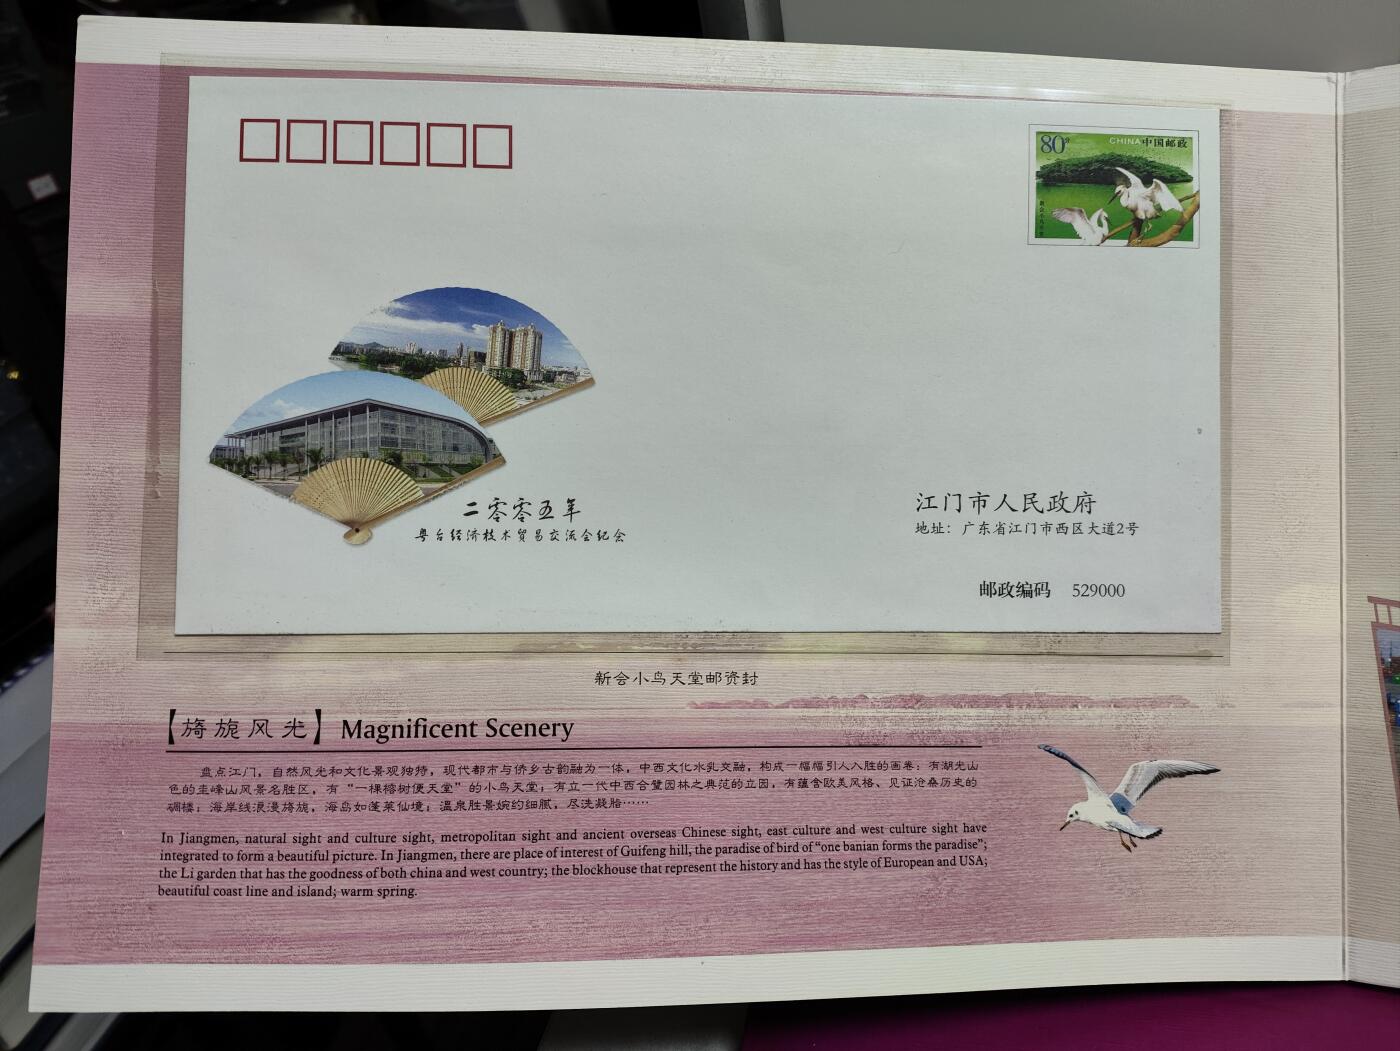 80分
CHINA 中国邮政
新会小鸟天堂
二零零五年
粤台经济技术贸易交流会纪念
江门市人民政府
地址：广东省江门市西区大道2号
邮政编码 529000
新会小鸟天堂邮资封
【旖旎风光】 Magnificent Scenery
盘点江门，自然风光和文化景观独特，现代都市与侨乡古韵融为一体，中西文化水乳交融，构成一幅幅引人入胜的画卷：有湖光山
色的圭峰山风景名胜区，有“一棵榕树便天堂”的小鸟天堂；有立一代中西合璧园林之典范的立园，有蕴含欧美风格、见证沧桑历史的
碉楼；海岸线浪漫旖旎，海岛如蓬莱仙境；温泉胜景婉约细腻，尽洗凝脂……
In Jiangmen, natural sight and culture sight, metropolitan sight and ancient overseas Chinese sight, east culture and west culture sight have
integrated to form a beautiful picture. In Jiangmen, there are place of interest of Guifeng hill, the paradise of bird of “one banian forms the paradise”;
the Li garden that has the goodness of both china and west country; the blockhouse that represent the history and has the style of European and USA;
beautiful coast line and island; warm spring.